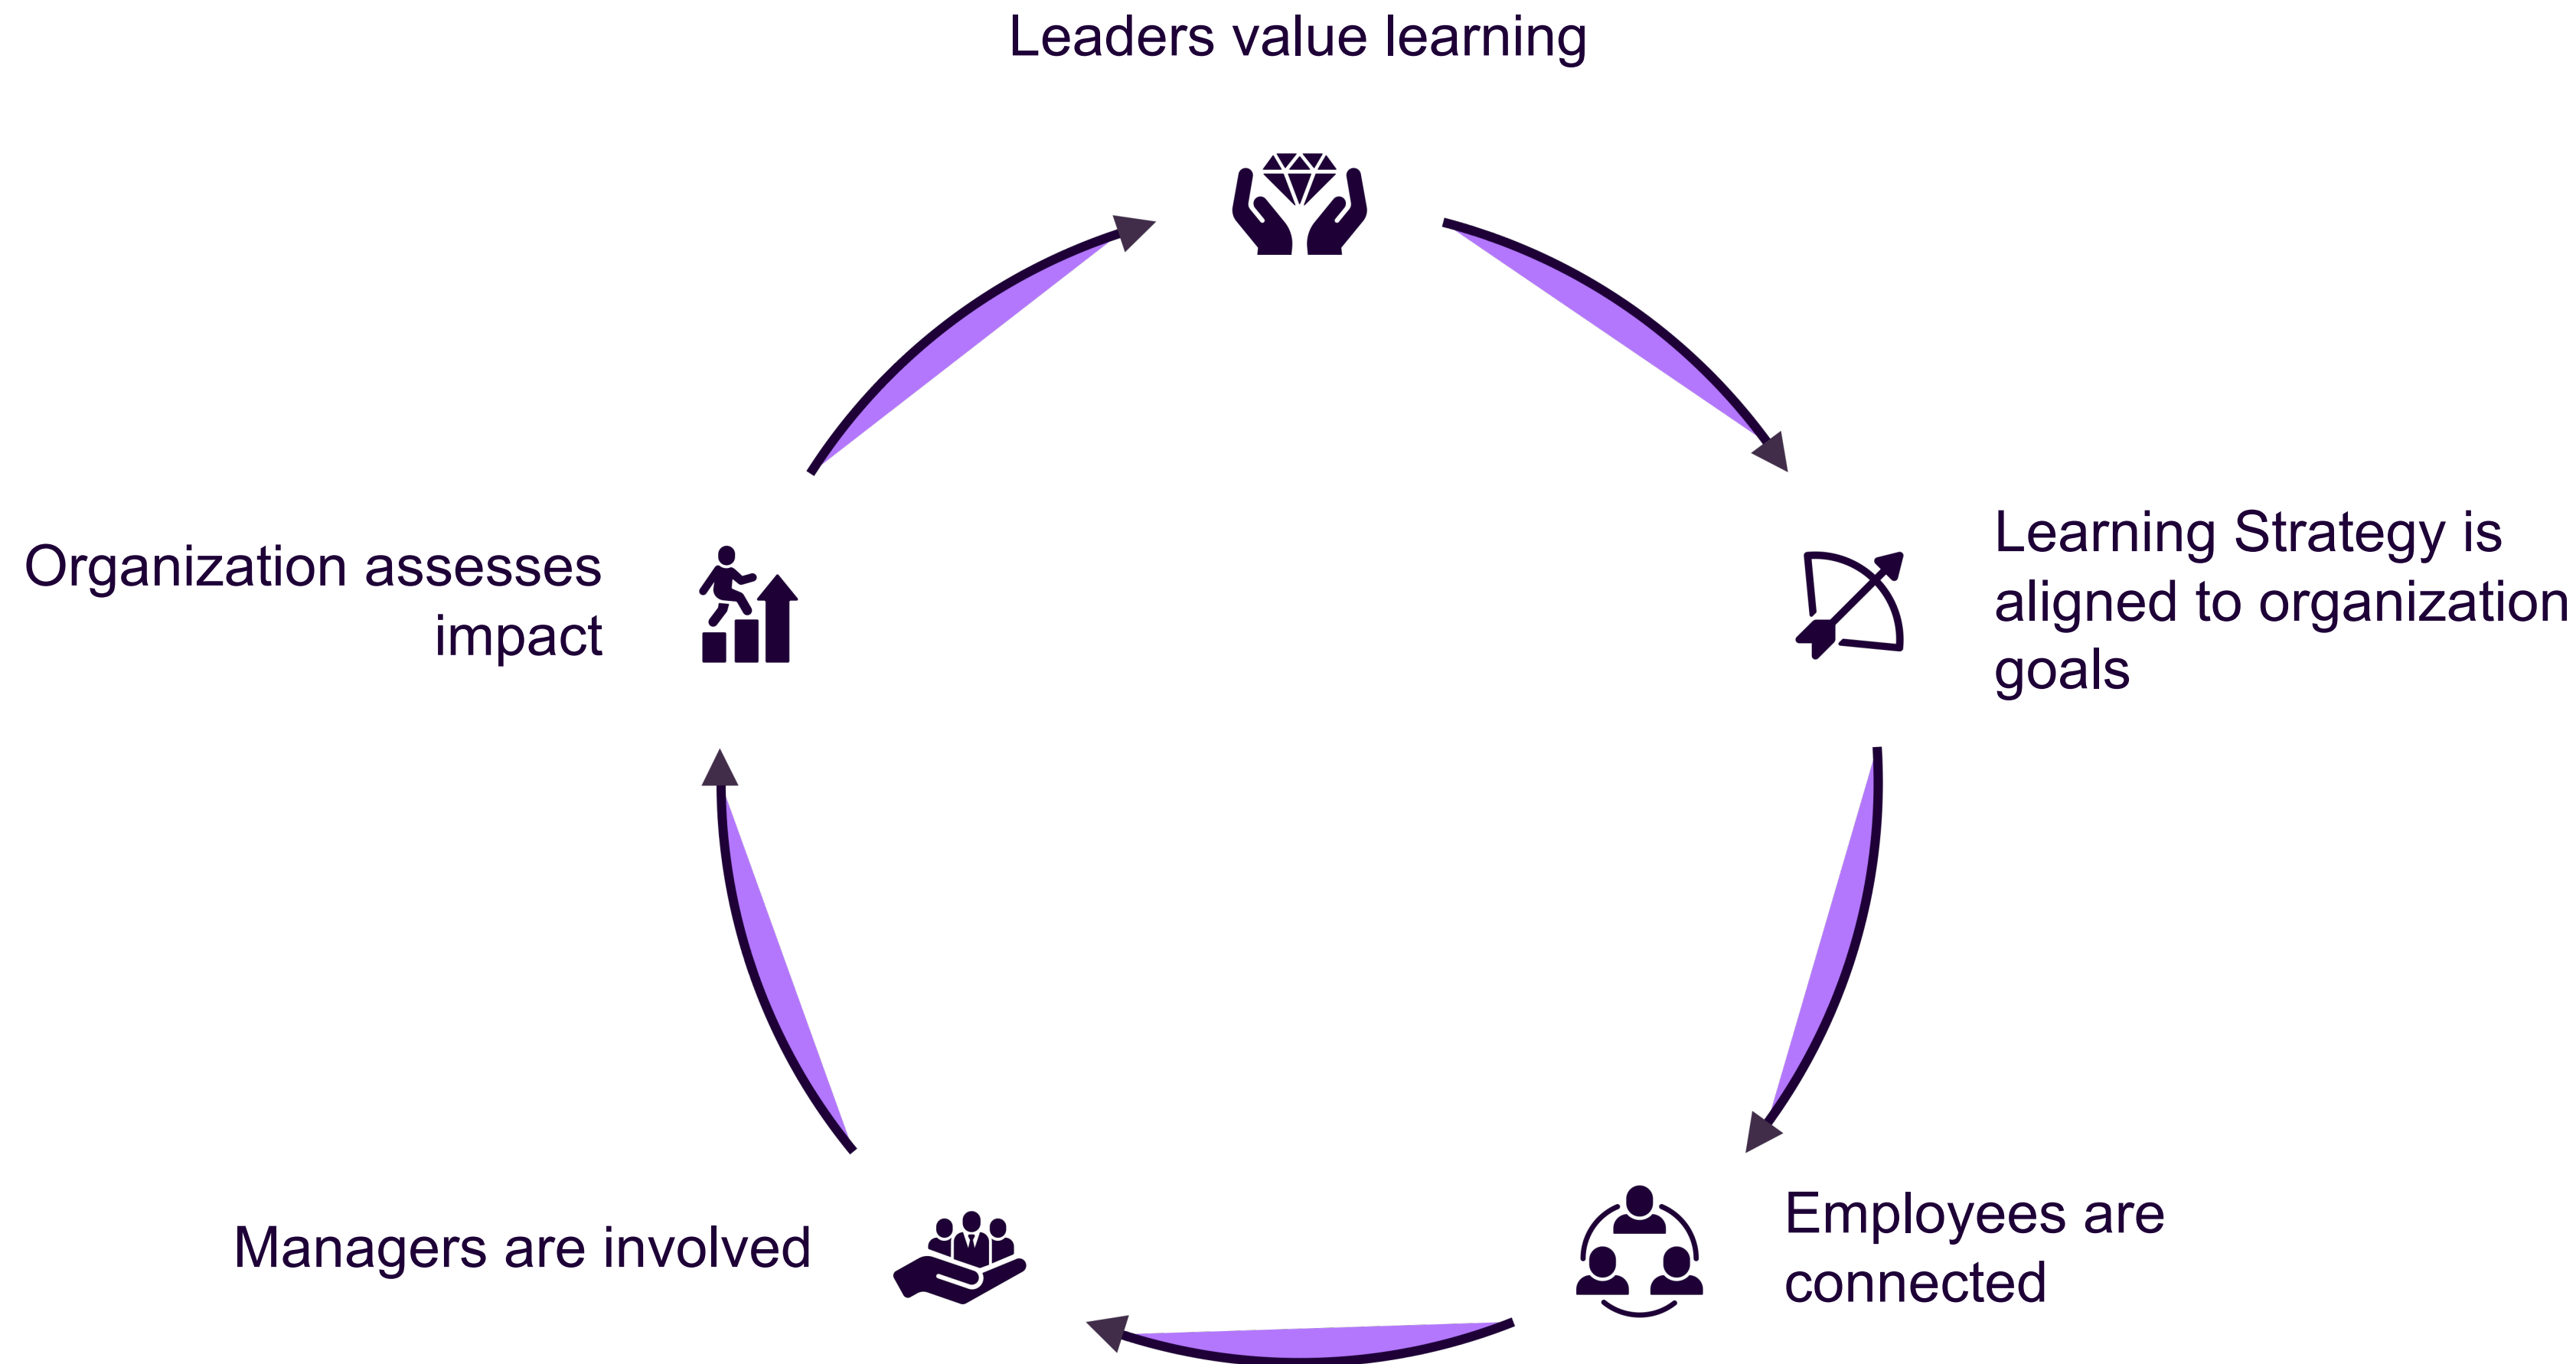 Leaders value learning
Learning Strategy is
aligned to organization
goals
Employees are
connected
Managers are involved
Organization assesses
impact